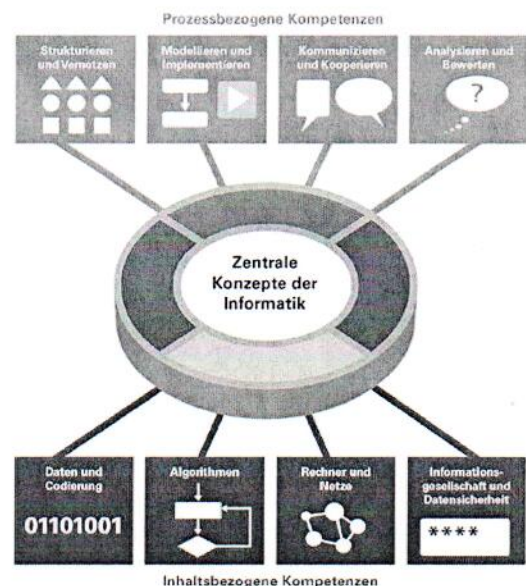 Prozessbezogene Kompetenzen
Strukturieren
und Vernetzen
Modellieren und
Implementieren
Kommunizieren
und Kooperieren
Analysieren und
Bewerten
?
Zentrale
Konzepte der
Informatik
Daten und
Codierung
01101001
Algorithmen
Rechner und
Netze
Informations-
gesellschaft und
Datensicherheit
****
Inhaltsbezogene Kompetenzen